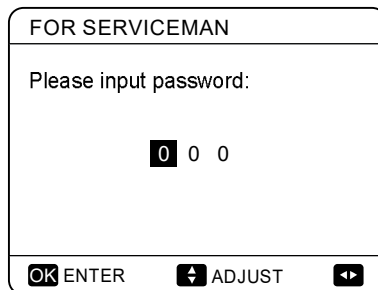 FOR SERVICEMAN
Please input password:
0 0 0
OK ENTER ADJUST